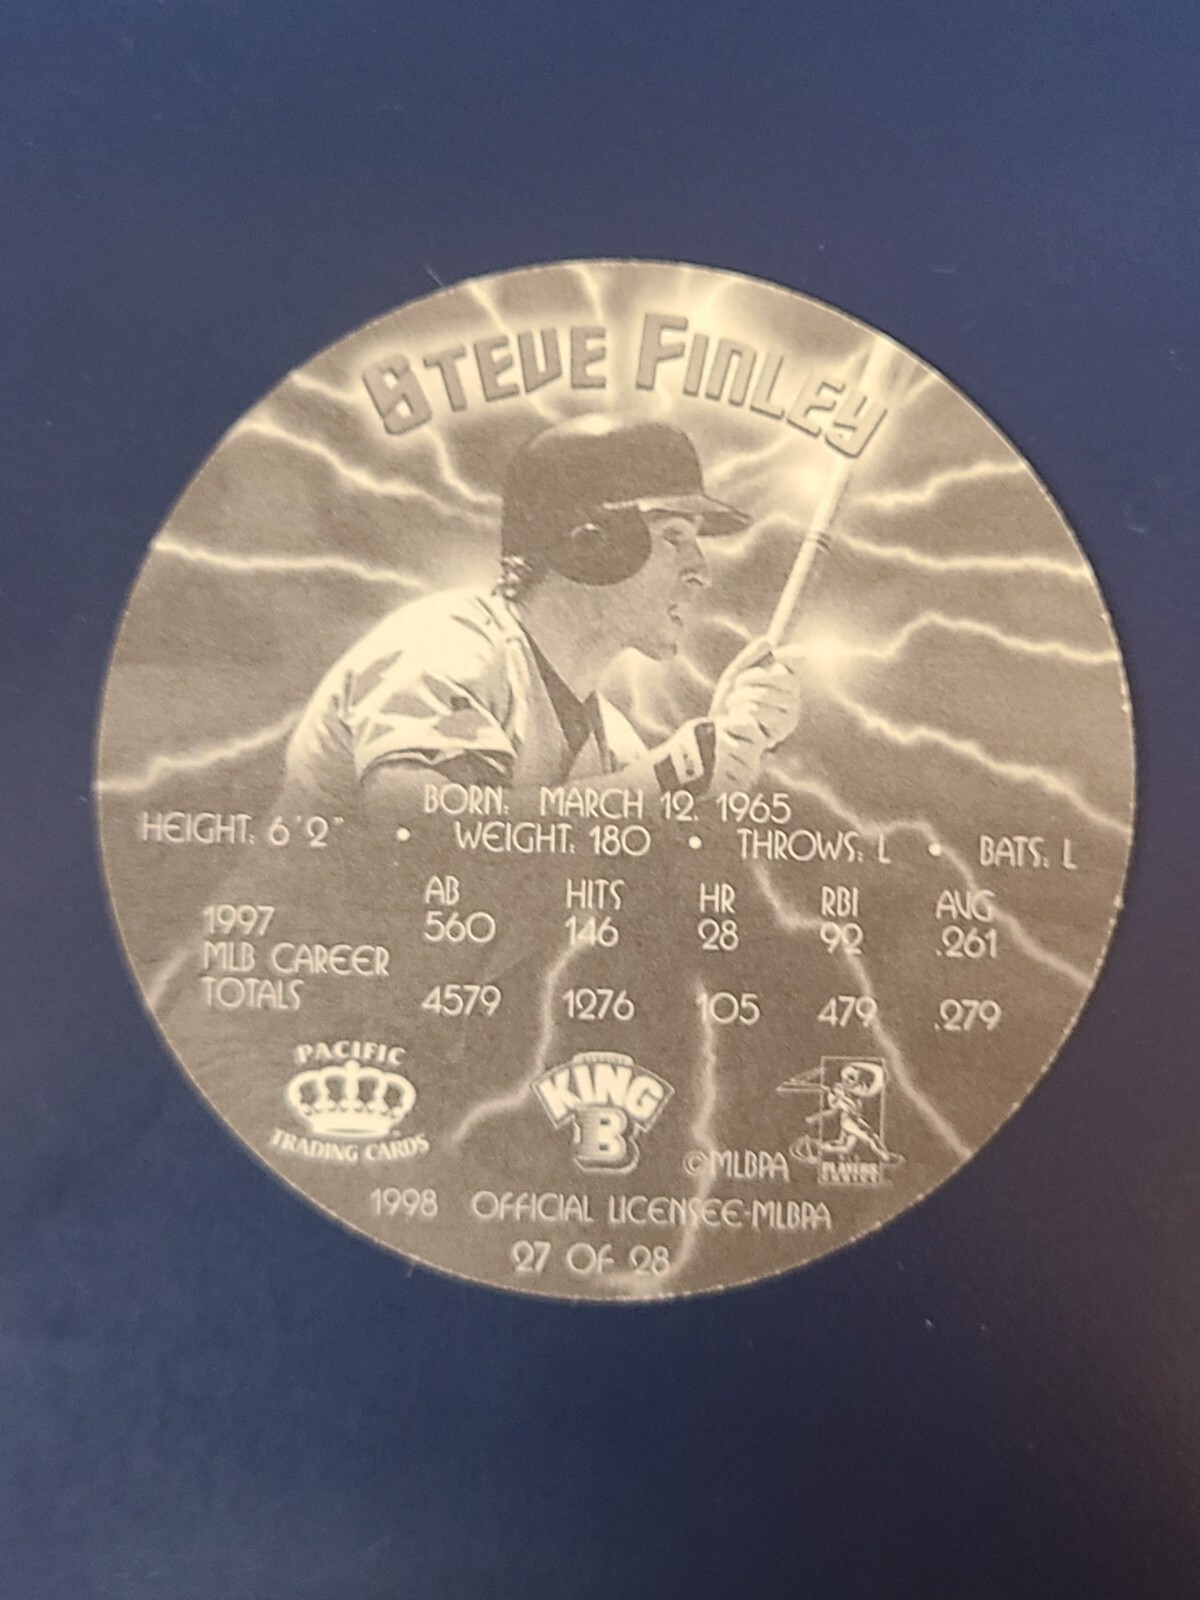 STEVE FINLEY
BORN: MARCH 12, 1965
HEIGHT: 6'2" • WEIGHT: 180 • THROWS: L • BATS: L
AB HITS HR RBI AVG
1997 560 146 28 92 .261
MLB CAREER
TOTALS 4579 1276 105 479 .279
PACIFIC
TRADING CARDS
KING
B
©MLBPA
PLAYERS
CHOICE
1998 OFFICIAL LICENSEE-MLBPA
27 OF 28